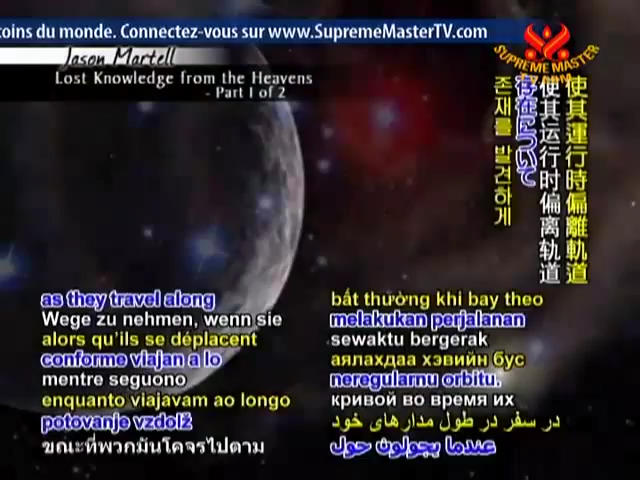 coins du monde. Connectez-vous sur www.SupremeMasterTV.com
Jason Martell
Lost Knowledge from the Heavens
- Part 1 of 2
SUPREME MASTER
使其運行時偏離軌道
使其运行时偏离轨道
存在について
존재를 발견하게
as they travel along
Wege zu nehmen, wenn sie
alors qu'ils se déplacent
conforme viajan a lo
mentre seguono
enquanto viajavam ao longo
potovanje vzdolž
ขณะที่พวกมันโคจรไปตาม
bất thường khi bay theo
melakukan perjalanan
sewaktu bergerak
аялахдаа хэвийн бус
neregularnu orbitu.
кривой во время их
در سفر در طول مدارهای خود
عندما يجولون حول